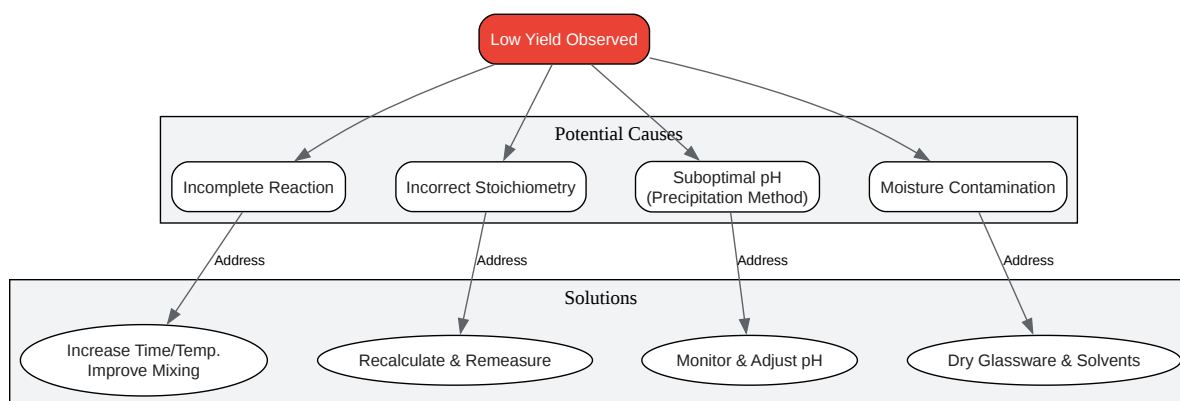 Low Yield Observed
Potential Causes
Incomplete Reaction
Incorrect Stoichiometry
Suboptimal pH
(Precipitation Method)
Moisture Contamination
Address
Address
Address
Address
Solutions
Increase Time/Temp.
Improve Mixing
Recalculate & Remeasure
Monitor & Adjust pH
Dry Glassware & Solvents